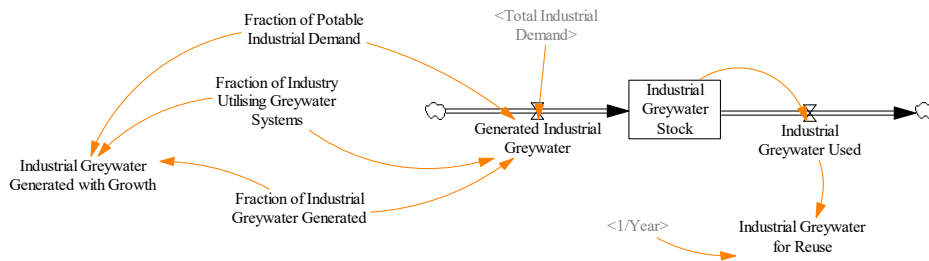 Fraction of Potable
Industrial Demand
<Total Industrial
Demand>
Fraction of Industry
Utilising Greywater
Systems
Industrial
Greywater
Stock
Generated Industrial
Greywater
Industrial
Greywater Used
Industrial Greywater
Generated with Growth
Fraction of Industrial
Greywater Generated
<1/Year>
Industrial Greywater
for Reuse